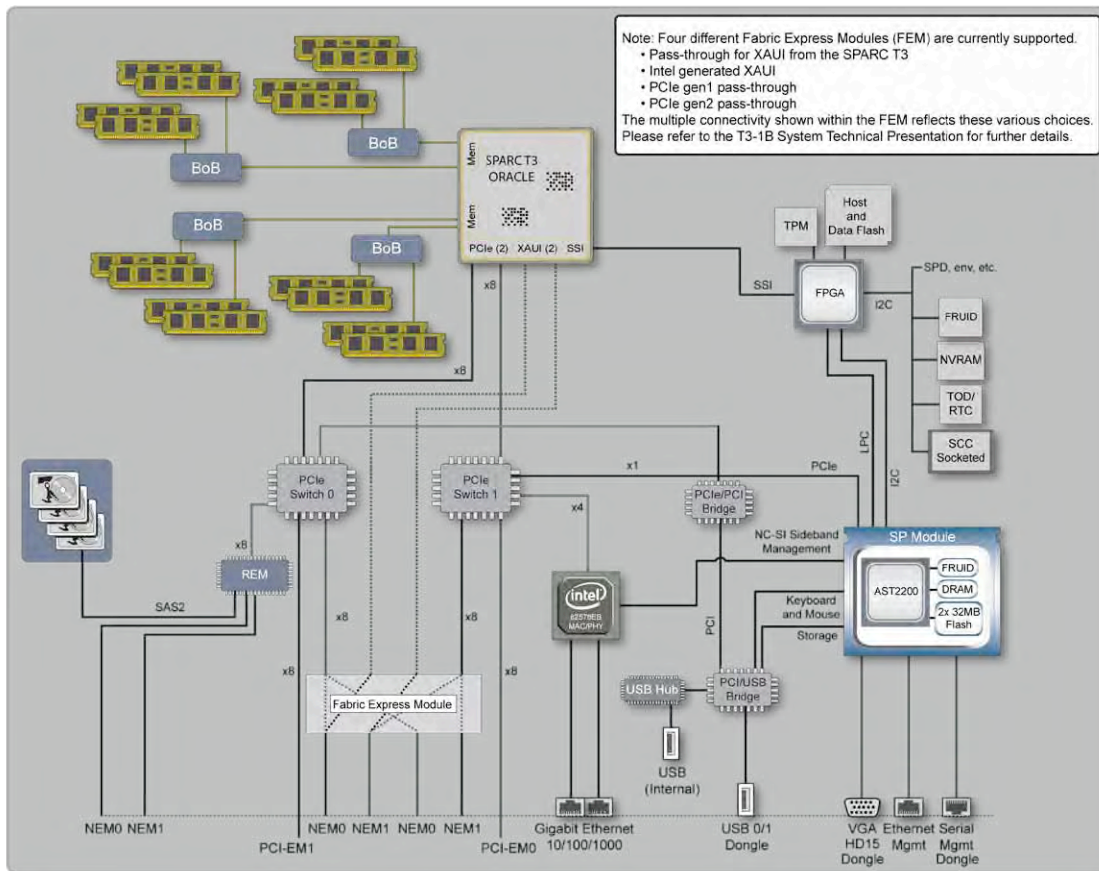 Note: Four different Fabric Express Modules (FEM) are currently supported.
• Pass-through for XAUI from the SPARC T3
• Intel generated XAUI
• PCIe gen1 pass-through
• PCIe gen2 pass-through
The multiple connectivity shown within the FEM reflects these various choices.
Please refer to the T3-1B System Technical Presentation for further details.
BoB
BoB
BoB
BoB
Mem
Mem
SPARC T3
ORACLE
PCIe (2) XAUI (2) SSI
x8
x8
SSI
TPM
Host
and
Data Flash
FPGA
I2C
SPD, env, etc.
FRUID
NVRAM
TOD/
RTC
SCC
Socketed
LPC
I2C
PCIe
Switch 0
PCIe
Switch 1
x1
PCIe
x4
PCIe/PCI
Bridge
NC-SI Sideband
Management
x8
REM
SAS2
x8
x8
x8
x8
intel
82576EB
MAC/PHY
PCI
Keyboard
and Mouse
Storage
SP Module
AST2200
FRUID
DRAM
2x 32MB
Flash
Fabric Express Module
USB Hub
PCI/USB
Bridge
USB
(Internal)
NEM0 NEM1
PCI-EM1
NEM0 NEM1 NEM0 NEM1
PCI-EM0
Gigabit Ethernet
10/100/1000
USB 0/1
Dongle
VGA
HD15
Dongle
Ethernet
Mgmt
Serial
Mgmt
Dongle